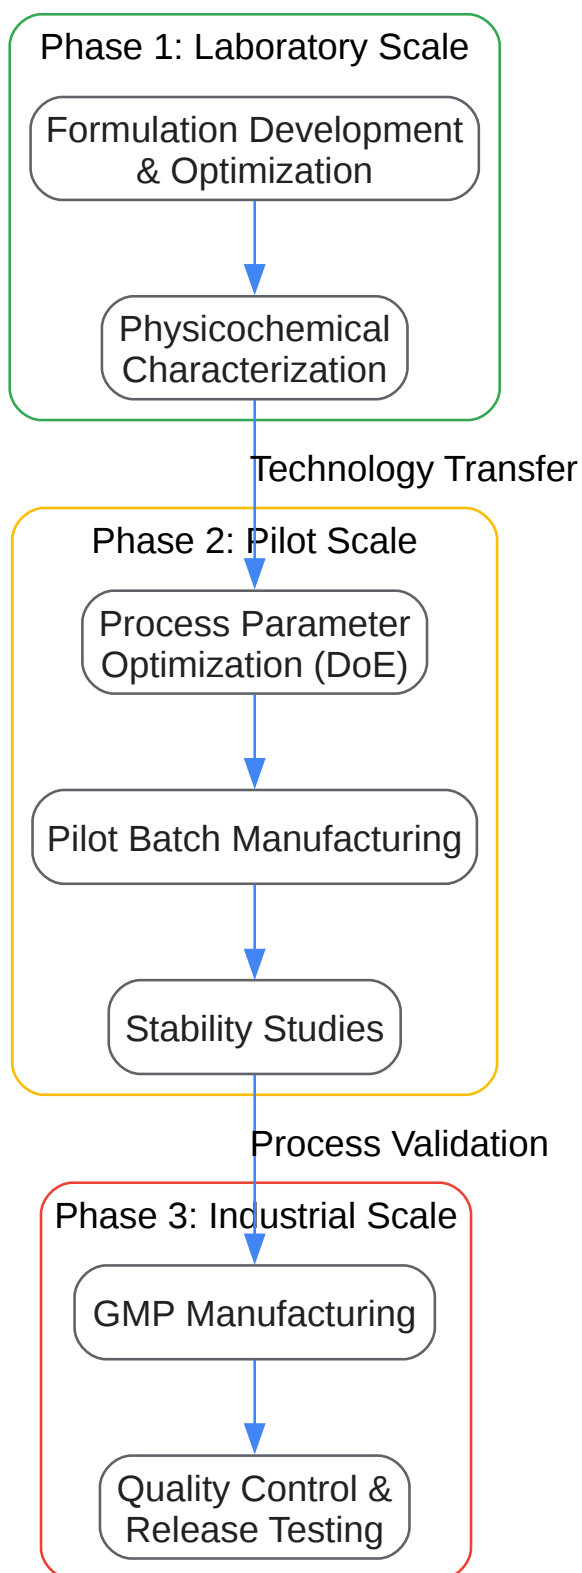 Phase 1: Laboratory Scale
Formulation Development
& Optimization
Physicochemical
Characterization
Technology Transfer
Phase 2: Pilot Scale
Process Parameter
Optimization (DoE)
Pilot Batch Manufacturing
Stability Studies
Process Validation
Phase 3: Industrial Scale
GMP Manufacturing
Quality Control &
Release Testing